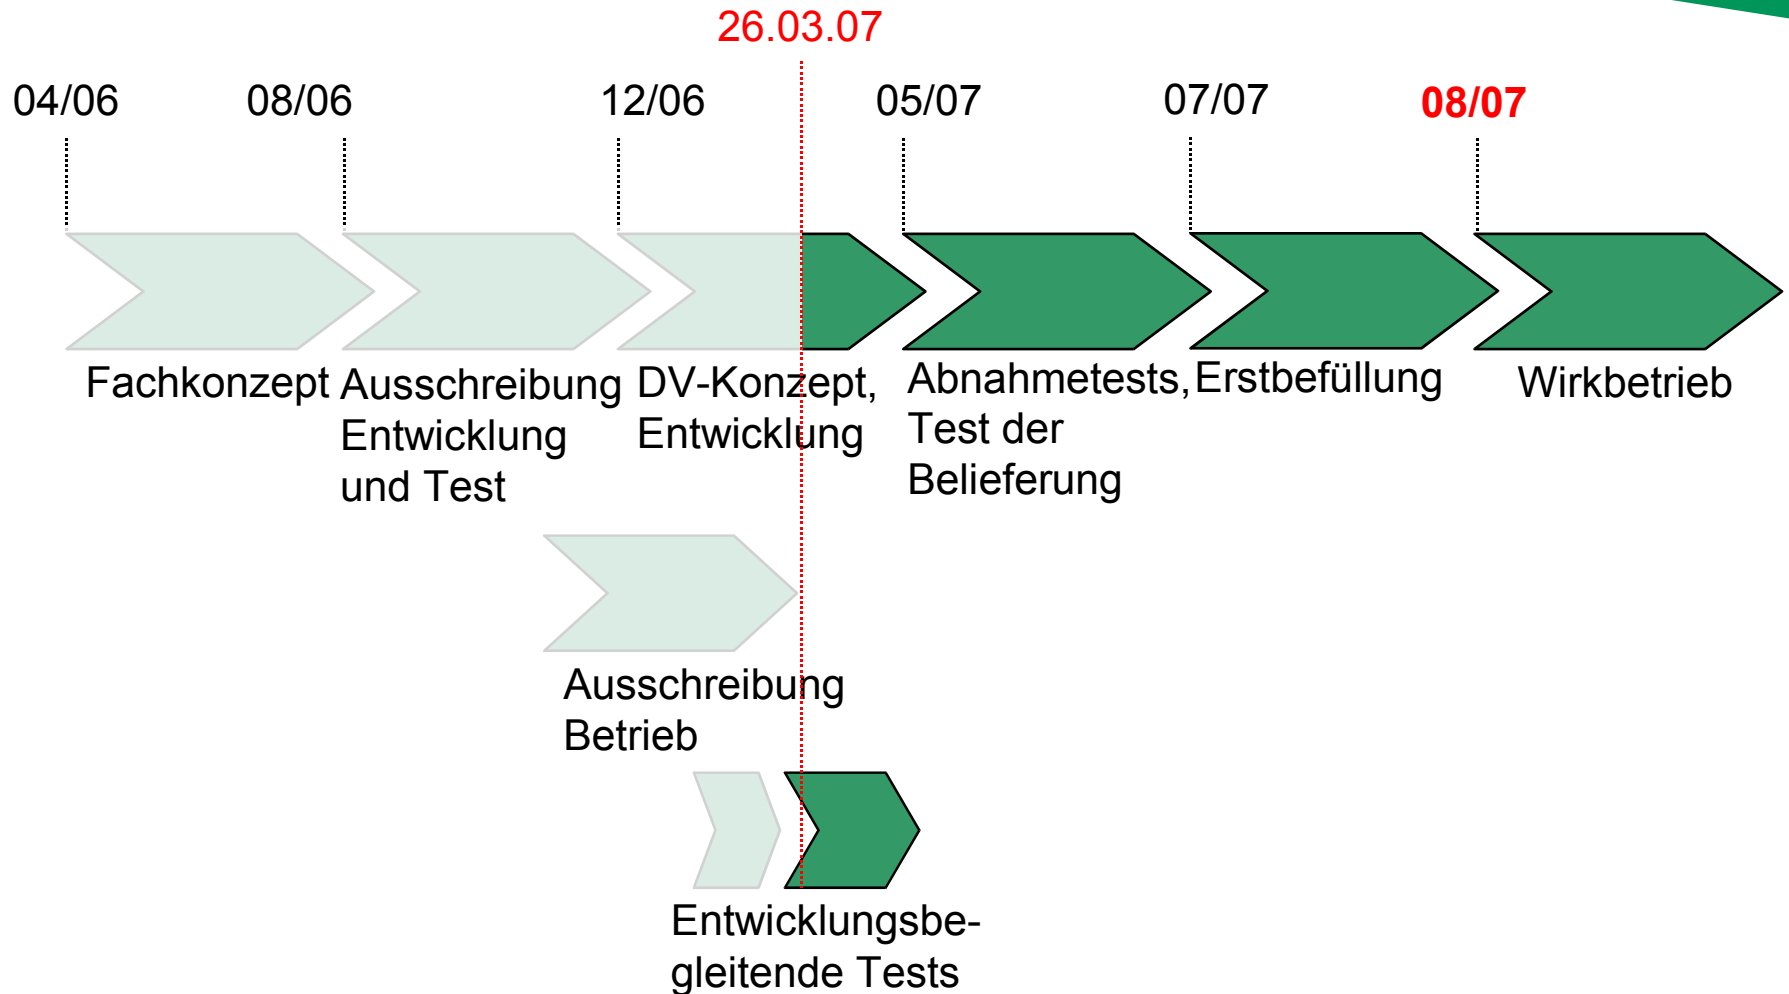 26.03.07
04/06 08/06 12/06 05/07 07/07 08/07
Fachkonzept
Ausschreibung
Entwicklung
und Test
DV-Konzept,
Entwicklung
Abnahmetests,
Test der
Belieferung
Erstbefüllung
Wirkbetrieb
Ausschreibung
Betrieb
Entwicklungsbe-
gleitende Tests